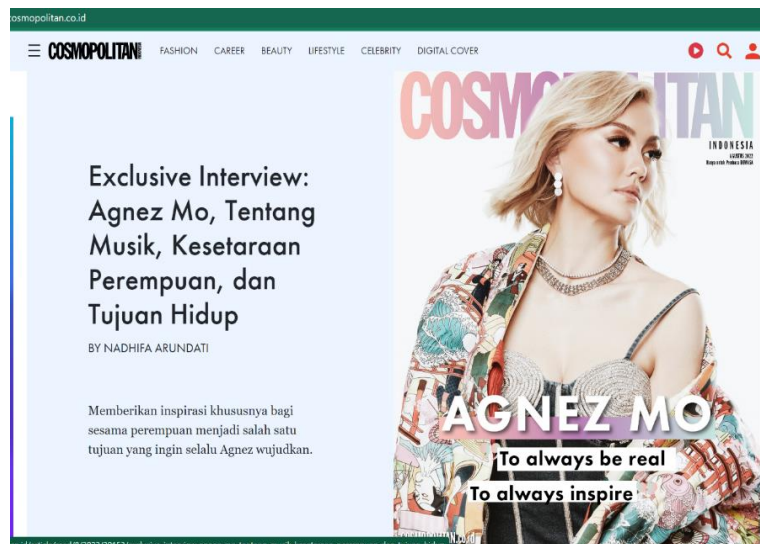 cosmopolitan.co.id
COSMOPOLITAN
FASHION CAREER BEAUTY LIFESTYLE CELEBRITY DIGITAL COVER
COSMOPOLITAN
INDONESIA
AGUSTUS 2022
Exclusive Interview:
Agnez Mo, Tentang
Musik, Kesetaraan
Perempuan, dan
Tujuan Hidup
BY NADHIFA ARUNDATI
Memberikan inspirasi khususnya bagi
sesama perempuan menjadi salah satu
tujuan yang ingin selalu Agnez wujudkan.
AGNEZ MO
To always be real
To always inspire